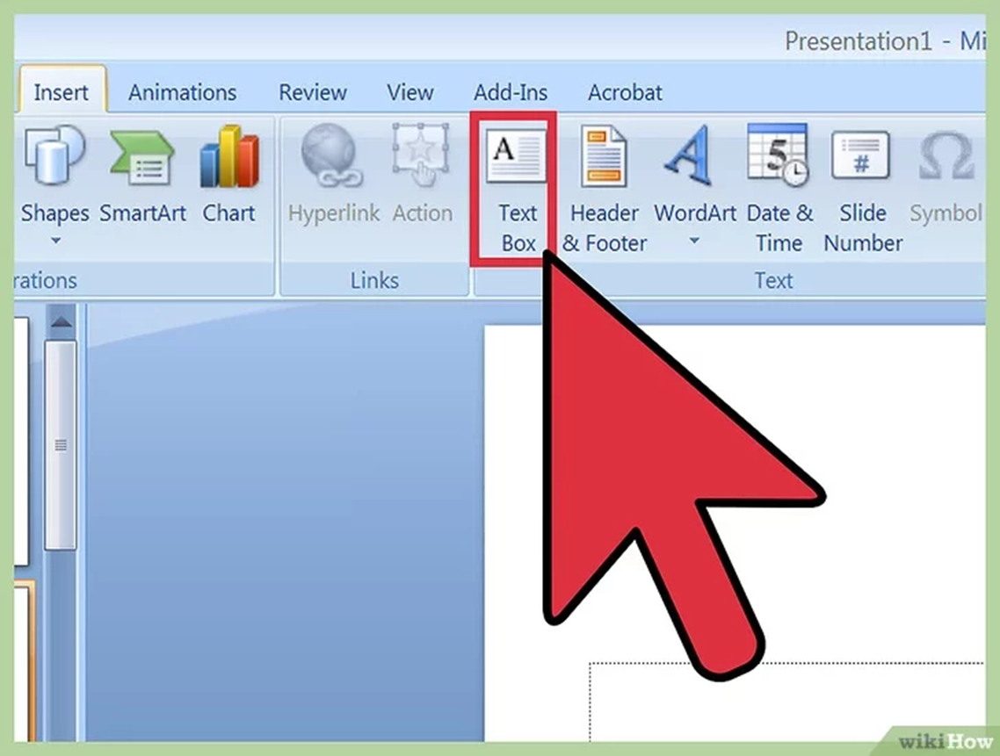 Presentation1 - Mi
Insert Animations Review View Add-Ins Acrobat
A 5 #
Shapes SmartArt Chart Hyperlink Action Text Header WordArt Date & Slide Symbol
Box & Footer Time Number
rations Links Text
wikiHow